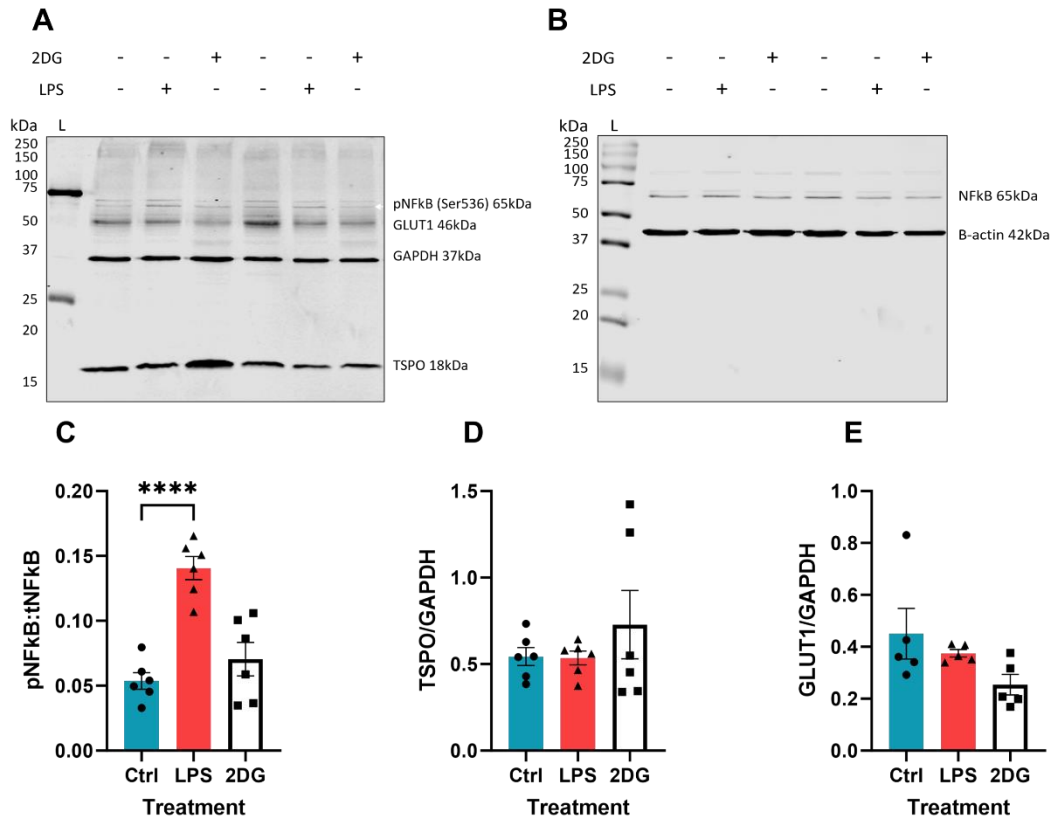 A
2DG - - + - - +
LPS - + - - + -
kDa L
250
150
100
75
50
37
25
20
15
pNFkB (Ser536) 65kDa
GLUT1 46kDa
GAPDH 37kDa
TSPO 18kDa
B
2DG - - + - - +
LPS - + - - + -
kDa L
250
150
100
75
50
37
25
20
15
NFkB 65kDa
B-actin 42kDa
C
pNFkB:tNFkB
0.20
0.15
0.10
0.05
0.00
****
Ctrl LPS 2DG
Treatment
D
TSPO/GAPDH
1.5
1.0
0.5
0.0
Ctrl LPS 2DG
Treatment
E
GLUT1/GAPDH
1.0
0.8
0.6
0.4
0.2
0.0
Ctrl LPS 2DG
Treatment